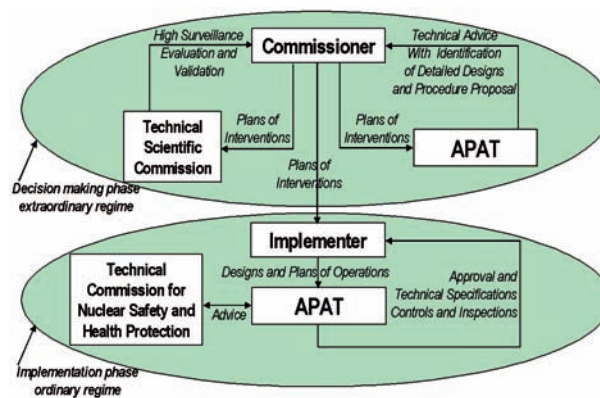 High Surveillance
Evaluation and
Validation
Commissioner
Technical Advice
With Identification
of Detailed Designs
and Procedure Proposal
Technical
Scientific
Commission
Plans of
Interventions
Plans of
Interventions
Plans of
Interventions
APAT
Decision making phase
extraordinary regime
Implementer
Designs and Plans of Operations
Technical
Commission for
Nuclear Safety and
Health Protection
Advice
APAT
Approval and
Technical Specifications
Controls and Inspections
Implementation phase
ordinary regime